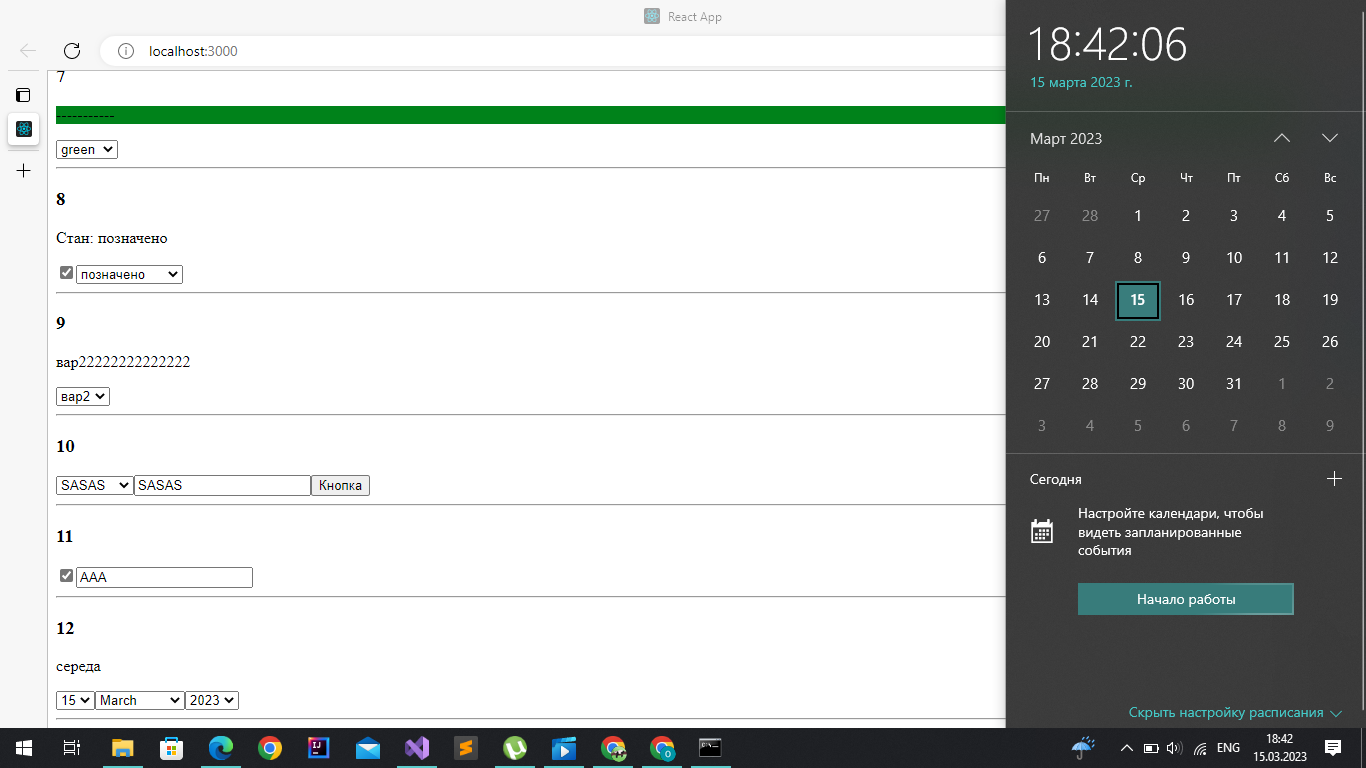 React App
localhost:3000
7
-----------
green
8
Стан: позначено
позначено
9
вар22222222222222
вар2
10
SASAS SASAS Кнопка
11
AAA
12
середа
15 March 2023
18:42:06
15 марта 2023 г.
Март 2023
Пн Вт Ср Чт Пт Сб Вс
27 28 1 2 3 4 5
6 7 8 9 10 11 12
13 14 15 16 17 18 19
20 21 22 23 24 25 26
27 28 29 30 31 1 2
3 4 5 6 7 8 9
Сегодня
Настройте календари, чтобы
видеть запланированные
события
Начало работы
Скрыть настройку расписания
ENG
18:42
15.03.2023